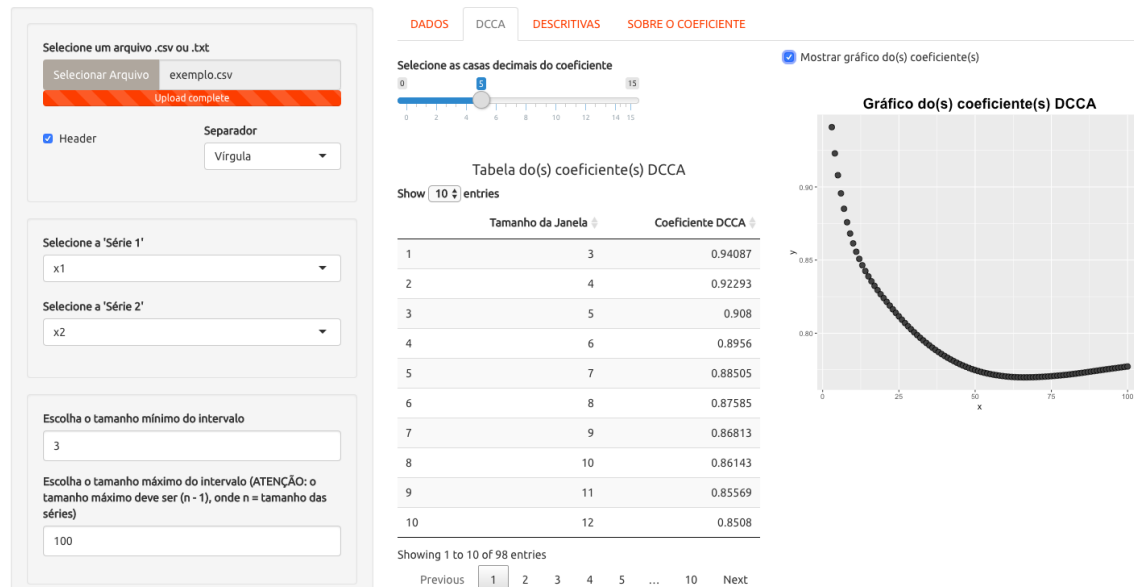 Selecione um arquivo .csv ou .txt
Selecionar Arquivo exemplo.csv
Upload complete
Header
Separador
Vírgula
Selecione a 'Série 1'
x1
Selecione a 'Série 2'
x2
Escolha o tamanho mínimo do intervalo
3
Escolha o tamanho máximo do intervalo (ATENÇÃO: o
tamanho máximo deve ser (n - 1), onde n = tamanho das
séries)
100
DADOS DCCA DESCRITIVAS SOBRE O COEFICIENTE
Selecione as casas decimais do coeficiente
0 5 15
0 2 4 6 8 10 12 14 15
Tabela do(s) coeficiente(s) DCCA
Show 10 entries
Tamanho da Janela Coeficiente DCCA
1 3 0.94087
2 4 0.92293
3 5 0.908
4 6 0.8956
5 7 0.88505
6 8 0.87585
7 9 0.86813
8 10 0.86143
9 11 0.85569
10 12 0.8508
Showing 1 to 10 of 98 entries
Previous 1 2 3 4 5 ... 10 Next
Mostrar gráfico do(s) coeficiente(s)
Gráfico do(s) coeficiente(s) DCCA
0.90
0.85
0.80
y
0 25 50 75 100
x